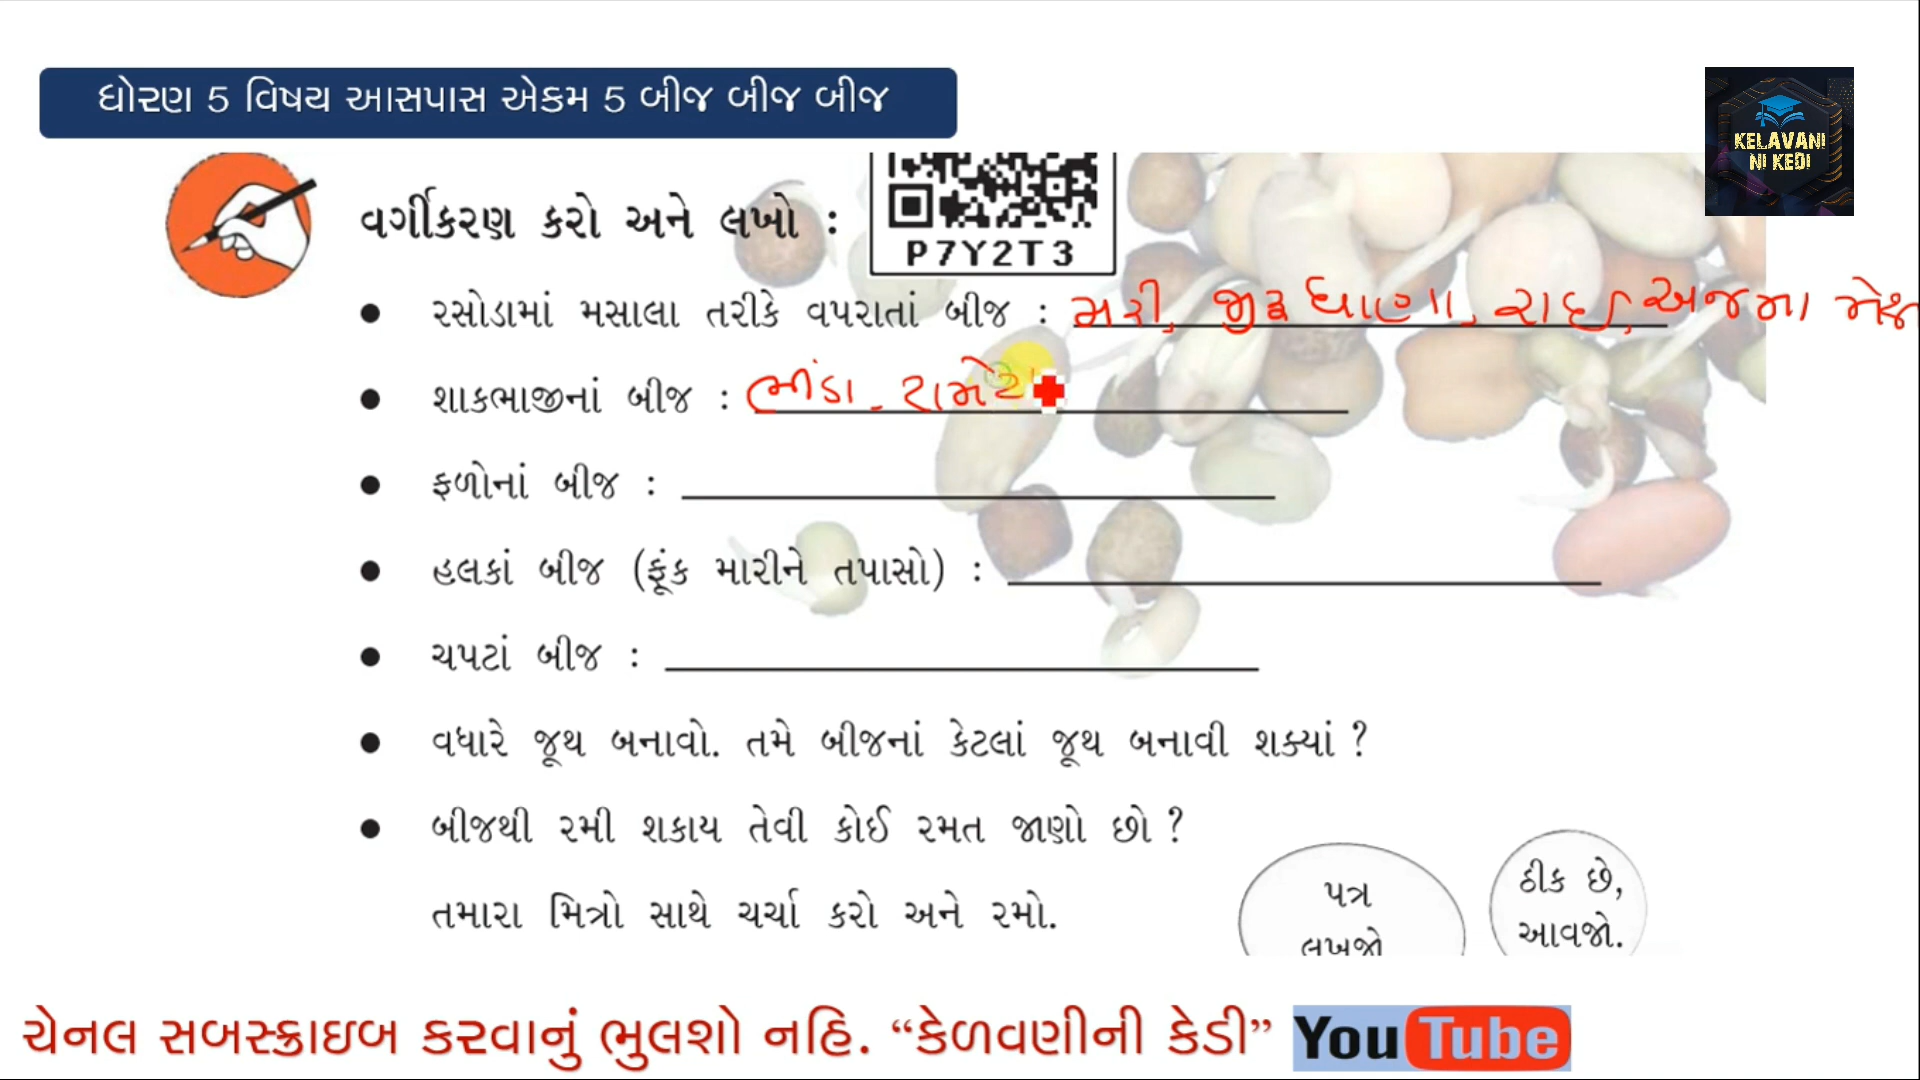 ધોરણ 5 વિષય આસપાસ એકમ 5 બીજ બીજ બીજ
KELAVANI
NI KEDI
વર્ગીકરણ કરો અને લખો :
P7Y2T3
રસોડામાં મસાલા તરીકે વપરાતાં બીજ : મરી, જીરૂ ધાણા, રાઈ, અજમા
શાકભાજીનાં બીજ : ભીંડા -
ફળોનાં બીજ :
હલકાં બીજ (ફૂંક મારીને તપાસો) :
ચપટાં બીજ :
વધારે જૂથ બનાવો. તમે બીજનાં કેટલાં જૂથ બનાવી શક્યાં ?
બીજથી રમી શકાય તેવી કોઈ રમત જાણો છો ?
તમારા મિત્રો સાથે ચર્ચા કરો અને રમો.
પત્ર
લખજો
ઠીક છે,
આવજો.
ચેનલ સબસ્ક્રાઇબ કરવાનું ભુલશો નહિ. “કેળવણીની કેડી” YouTube